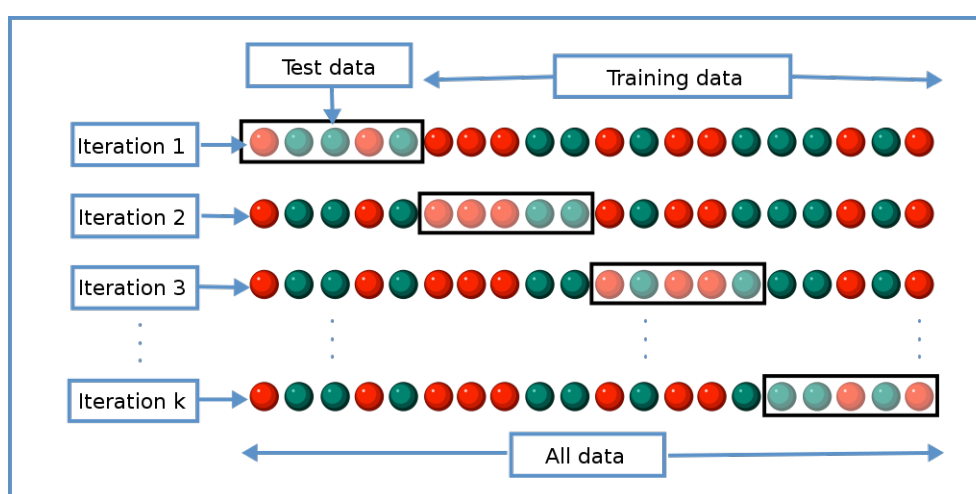 Test data
Training data
Iteration 1
Iteration 2
Iteration 3
Iteration k
All data